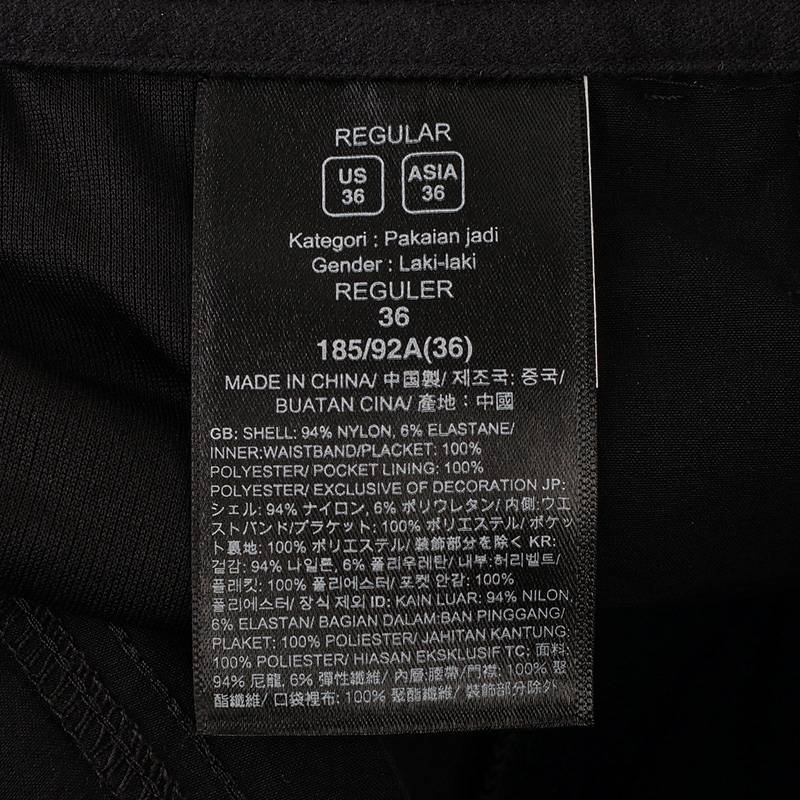 REGULAR
US 36
ASIA 36
Kategori : Pakaian jadi
Gender : Laki-laki
REGULER
36
185/92A(36)
MADE IN CHINA/ 中国製/ 제조국: 중국/
BUATAN CINA/ 產地：中國
GB: SHELL: 94% NYLON, 6% ELASTANE/
INNER:WAISTBAND/PLACKET: 100%
POLYESTER/ POCKET LINING: 100%
POLYESTER/ EXCLUSIVE OF DECORATION JP:
シェル: 94% ナイロン, 6% ポリウレタン/ 内側:ウエ
ストバンド/ブラケット: 100% ポリエステル/ ポケッ
ト裏地: 100% ポリエステル/ 装飾部分を除く KR:
겉감: 94% 나일론, 6% 폴리우레탄/ 내부:허리벨트/
플래킷: 100% 폴리에스터/ 포켓 안감: 100%
폴리에스터/ 장식 제외 ID: KAIN LUAR: 94% NILON,
6% ELASTAN/ BAGIAN DALAM:BAN PINGGANG/
PLAKET: 100% POLIESTER/ JAHITAN KANTUNG:
100% POLIESTER/ HIASAN EKSKLUSIF TC: 面料:
94% 尼龍, 6% 彈性纖維/ 內層:腰帶/門襟: 100% 聚
酯纖維/ 口袋裡布: 100% 聚酯纖維/ 裝飾部分除外